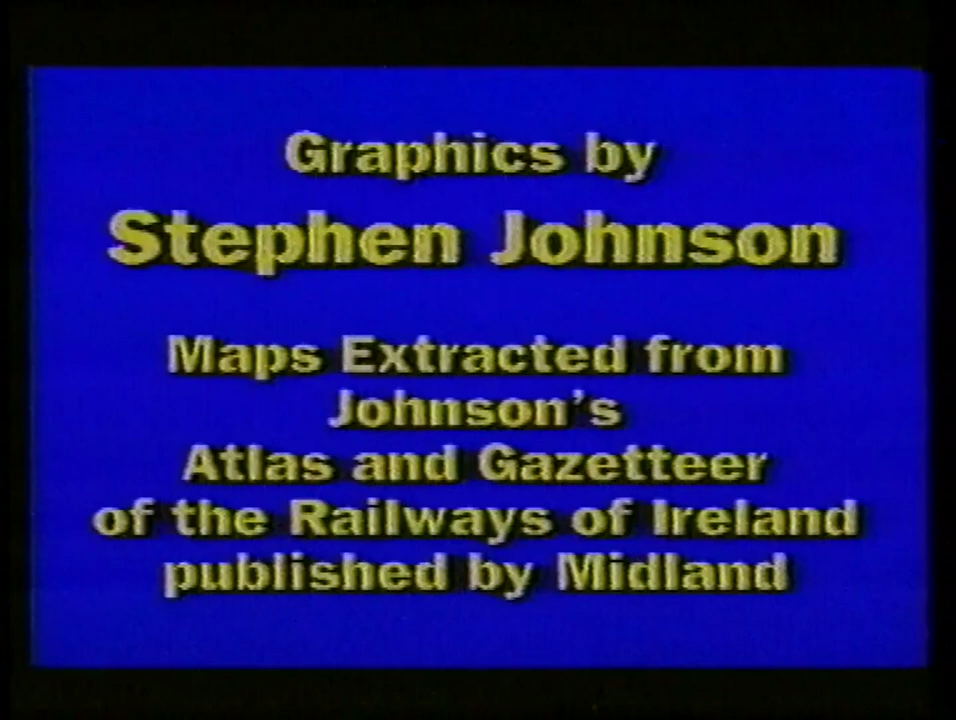 Graphics by
Stephen Johnson
Maps Extracted from
Johnson's
Atlas and Gazetteer
of the Railways of Ireland
published by Midland